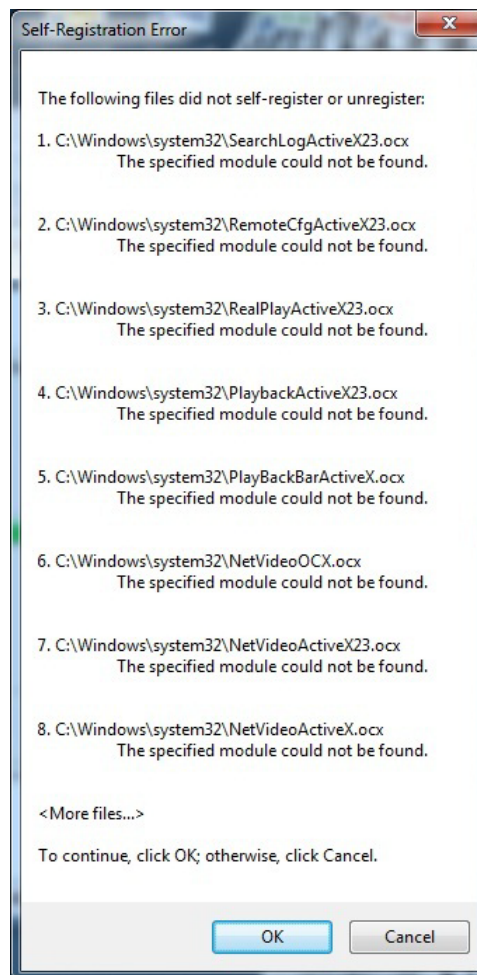 Self-Registration Error
The following files did not self-register or unregister:
1. C:\Windows\system32\SearchLogActiveX23.ocx
The specified module could not be found.
2. C:\Windows\system32\RemoteCfgActiveX23.ocx
The specified module could not be found.
3. C:\Windows\system32\RealPlayActiveX23.ocx
The specified module could not be found.
4. C:\Windows\system32\PlaybackActiveX23.ocx
The specified module could not be found.
5. C:\Windows\system32\PlayBackBarActiveX.ocx
The specified module could not be found.
6. C:\Windows\system32\NetVideoOCX.ocx
The specified module could not be found.
7. C:\Windows\system32\NetVideoActiveX23.ocx
The specified module could not be found.
8. C:\Windows\system32\NetVideoActiveX.ocx
The specified module could not be found.
<More files...>
To continue, click OK; otherwise, click Cancel.
OK Cancel